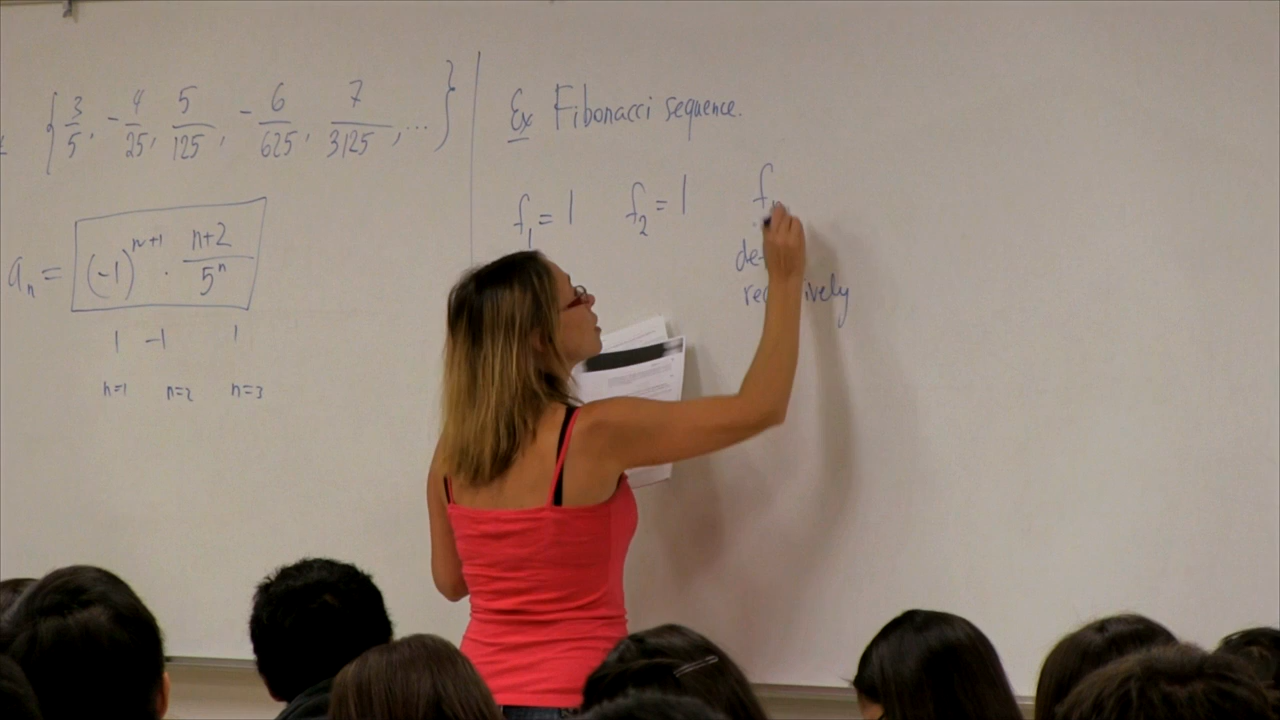 {3/5, -4/25, 5/125, -6/625, 7/3125, ...}
aₙ = (-1)ⁿ⁺¹ · n+2/5ⁿ
1 -1 1
n=1 n=2 n=3
Ex Fibonacci sequence.
f₁ = 1 f₂ = 1 f